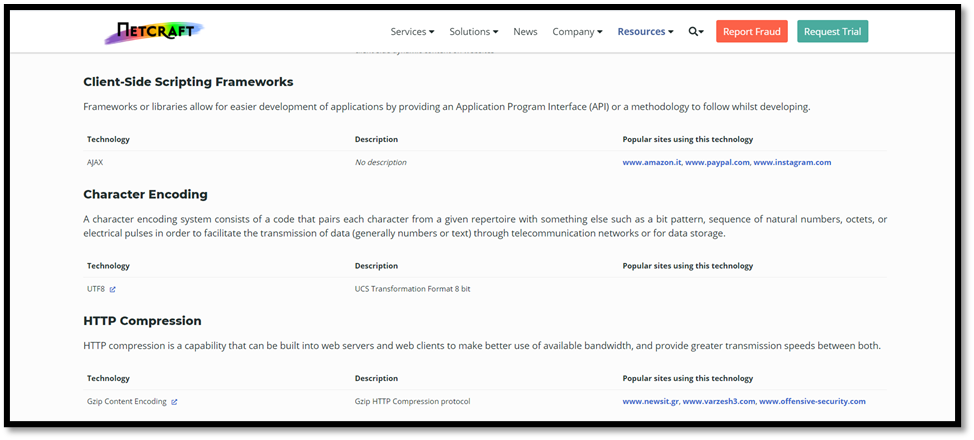 NETCRAFT
Services Solutions News Company Resources Report Fraud Request Trial
Client-Side Scripting Frameworks
Frameworks or libraries allow for easier development of applications by providing an Application Program Interface (API) or a methodology to follow whilst developing.
Technology Description Popular sites using this technology
AJAX No description www.amazon.it, www.paypal.com, www.instagram.com
Character Encoding
A character encoding system consists of a code that pairs each character from a given repertoire with something else such as a bit pattern, sequence of natural numbers, octets, or
electrical pulses in order to facilitate the transmission of data (generally numbers or text) through telecommunication networks or for data storage.
Technology Description Popular sites using this technology
UTF8 UCS Transformation Format 8 bit
HTTP Compression
HTTP compression is a capability that can be built into web servers and web clients to make better use of available bandwidth, and provide greater transmission speeds between both.
Technology Description Popular sites using this technology
Gzip Content Encoding Gzip HTTP Compression protocol www.newsit.gr, www.varzesh3.com, www.offensive-security.com